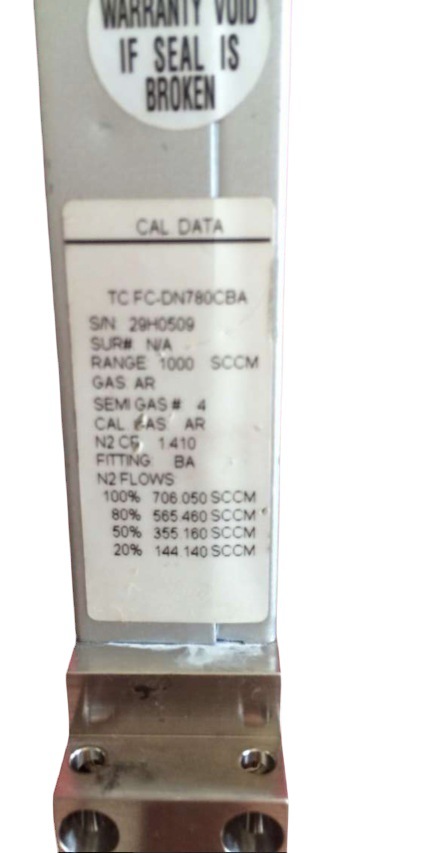 WARRANTY VOID
IF SEAL IS
BROKEN
CAL DATA
TC FC-DN780CBA
S/N 29H0509
SUR# N/A
RANGE 1000 SCCM
GAS AR
SEMI GAS # 4
CAL GAS AR
N2 CF 1.410
FITTING BA
N2 FLOWS
100% 706.050 SCCM
80% 565.460 SCCM
50% 355.160 SCCM
20% 144.140 SCCM